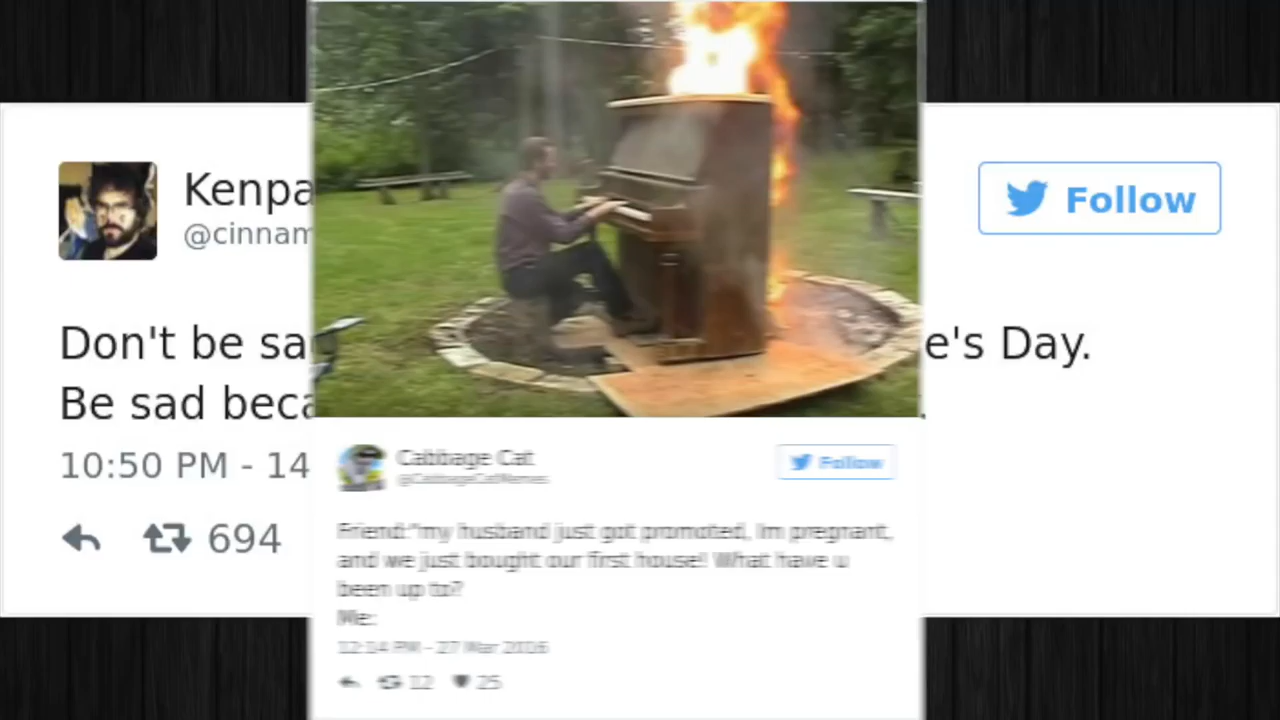 Kenpa
@cinnam
Follow
Don't be sa
e's Day.
Be sad beca
.
10:50 PM - 14
694
Cabbage Cat
@CabbageCatMemes
Follow
Friend:"my husband just got promoted, Im pregnant,
and we just bought our first house! What have u
been up to?
Me:
12:14 PM - 27 Mar 2016
12 25